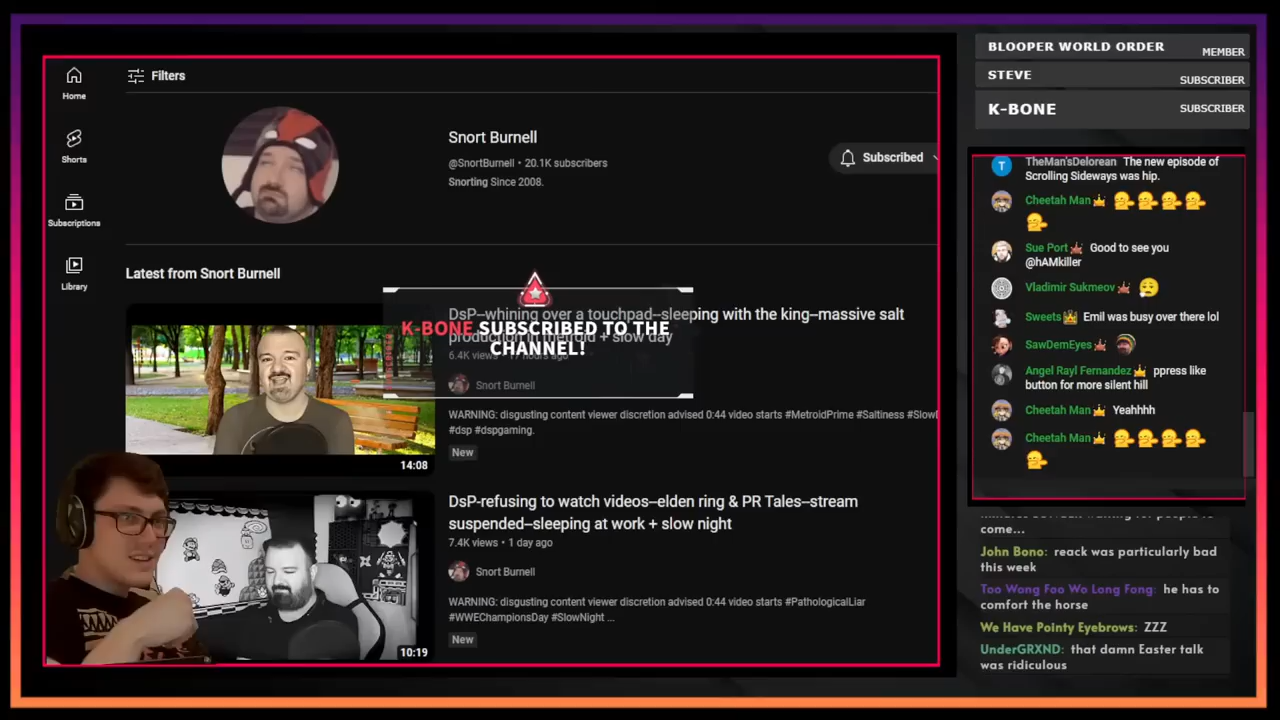 Home
Shorts
Subscriptions
Library
Filters
Snort Burnell
@SnortBurnell • 20.1K subscribers
Snorting Since 2008.
Subscribed
Latest from Snort Burnell
DsP--whining over a touchpad--sleeping with the king--massive salt
production in metroid + slow day
6.4K views • 17 hours ago
Snort Burnell
WARNING: disgusting content viewer discretion advised 0:44 video starts #MetroidPrime #Saltiness #Slow
#dsp #dspgaming.
New
14:08
K-BONE SUBSCRIBED TO THE
CHANNEL!
DsP-refusing to watch videos--elden ring & PR Tales--stream
suspended--sleeping at work + slow night
7.4K views • 1 day ago
Snort Burnell
WARNING: disgusting content viewer discretion advised 0:44 video starts #PathologicalLiar
#WWEChampionsDay #SlowNight ...
New
10:19
BLOOPER WORLD ORDER MEMBER
STEVE SUBSCRIBER
K-BONE SUBSCRIBER
T TheMan'sDelorean The new episode of
Scrolling Sideways was hip.
Cheetah Man
Sue Port Good to see you
@hAMkiller
Vladimir Sukmeov
Sweets Emil was busy over there lol
SawDemEyes
Angel Rayl Fernandez ppress like
button for more silent hill
Cheetah Man Yeahhhh
Cheetah Man
come...
John Bono: reack was particularly bad
this week
Too Wong Foo Wo Long Fong: he has to
comfort the horse
We Have Pointy Eyebrows: ZZZ
UnderGRXND: that damn Easter talk
was ridiculous